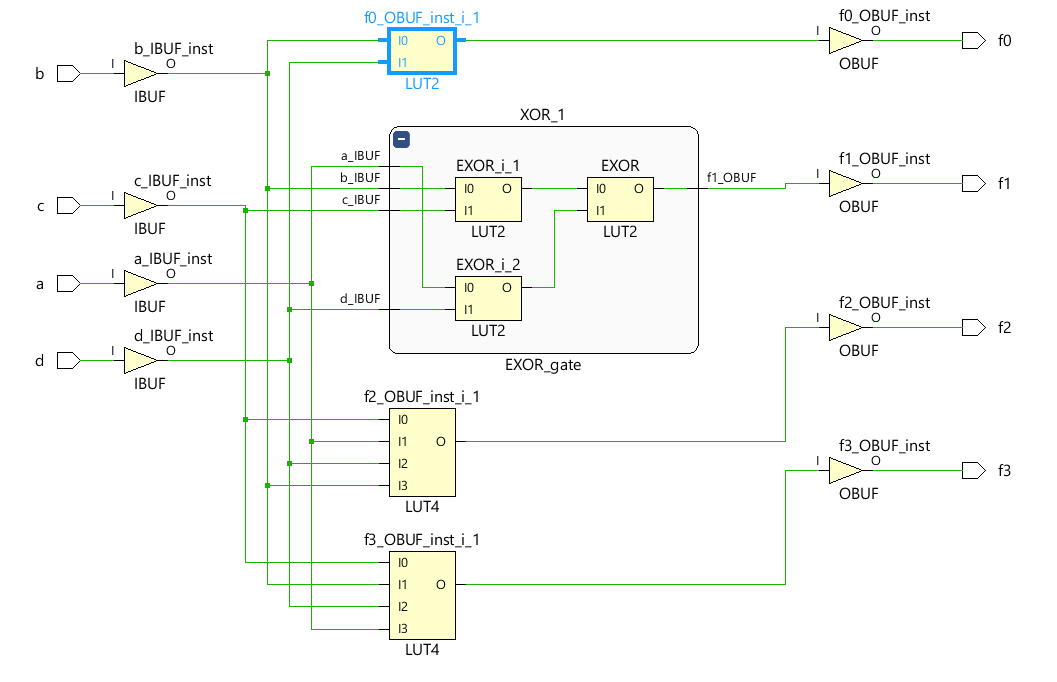 f0_OBUF_inst_i_1
I0 O
I1
LUT2
b
b_IBUF_inst
I O
IBUF
f0_OBUF_inst
I O
OBUF
f0
XOR_1
a_IBUF
b_IBUF
c_IBUF
d_IBUF
EXOR_i_1
I0 O
I1
LUT2
EXOR
I0 O
I1
LUT2
EXOR_i_2
I0 O
I1
LUT2
f1_OBUF
EXOR_gate
f1_OBUF_inst
I O
OBUF
f1
c
c_IBUF_inst
I O
IBUF
a
a_IBUF_inst
I O
IBUF
d
d_IBUF_inst
I O
IBUF
f2_OBUF_inst
I O
OBUF
f2
f2_OBUF_inst_i_1
I0
I1 O
I2
I3
LUT4
f3_OBUF_inst
I O
OBUF
f3
f3_OBUF_inst_i_1
I0
I1 O
I2
I3
LUT4